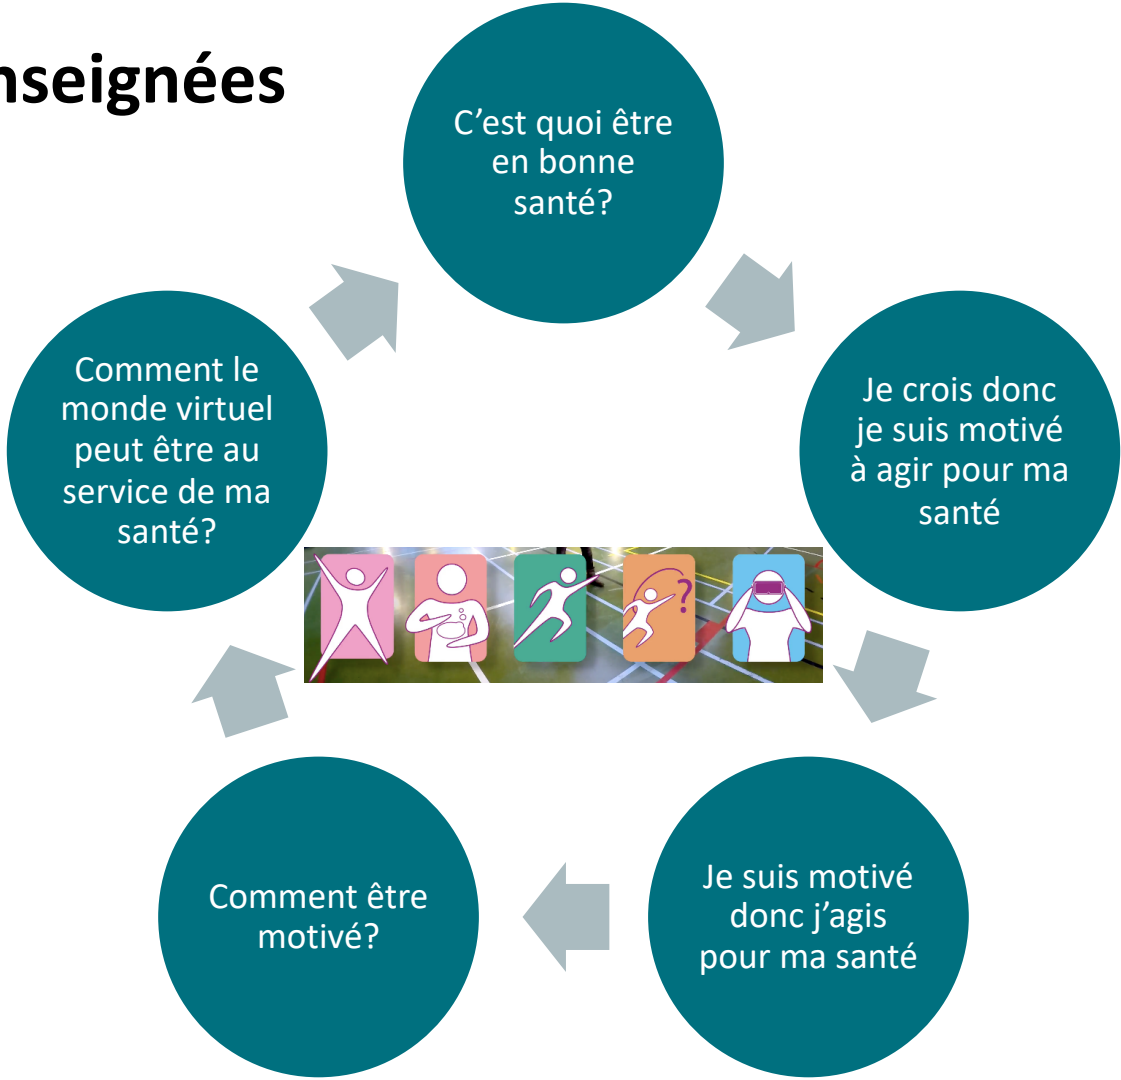 nseignées
C’est quoi être
en bonne
santé?
Je crois donc
je suis motivé
à agir pour ma
santé
Je suis motivé
donc j’agis
pour ma santé
Comment être
motivé?
Comment le
monde virtuel
peut être au
service de ma
santé?
?